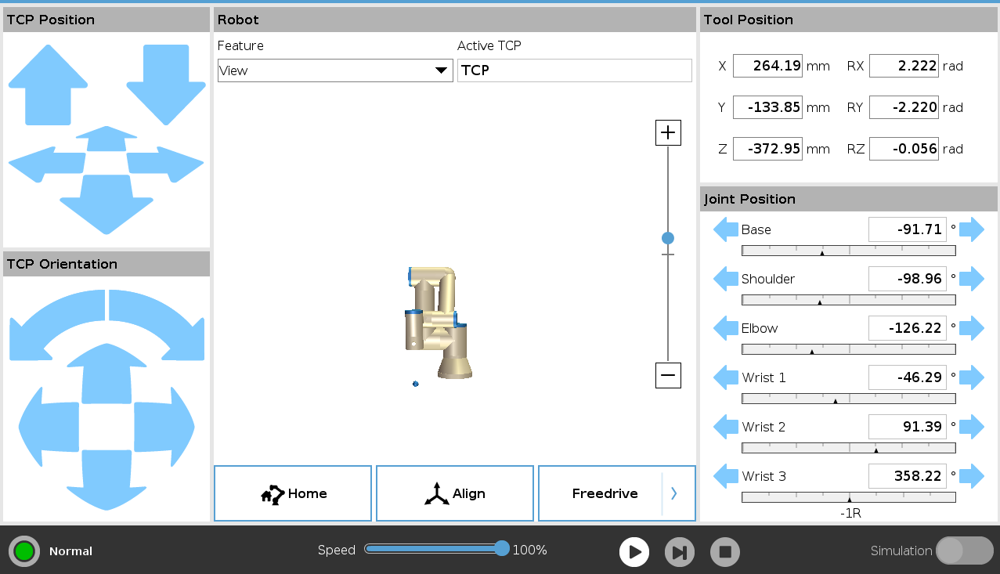 TCP Position
TCP Orientation
Robot
Feature
Active TCP
View
TCP
Home
Align
Freedrive
Tool Position
X 264.19 mm RX 2.222 rad
Y -133.85 mm RY -2.220 rad
Z -372.95 mm RZ -0.056 rad
Joint Position
Base -91.71 °
Shoulder -98.96 °
Elbow -126.22 °
Wrist 1 -46.29 °
Wrist 2 91.39 °
Wrist 3 358.22 °
-1R
Normal
Speed 100%
Simulation